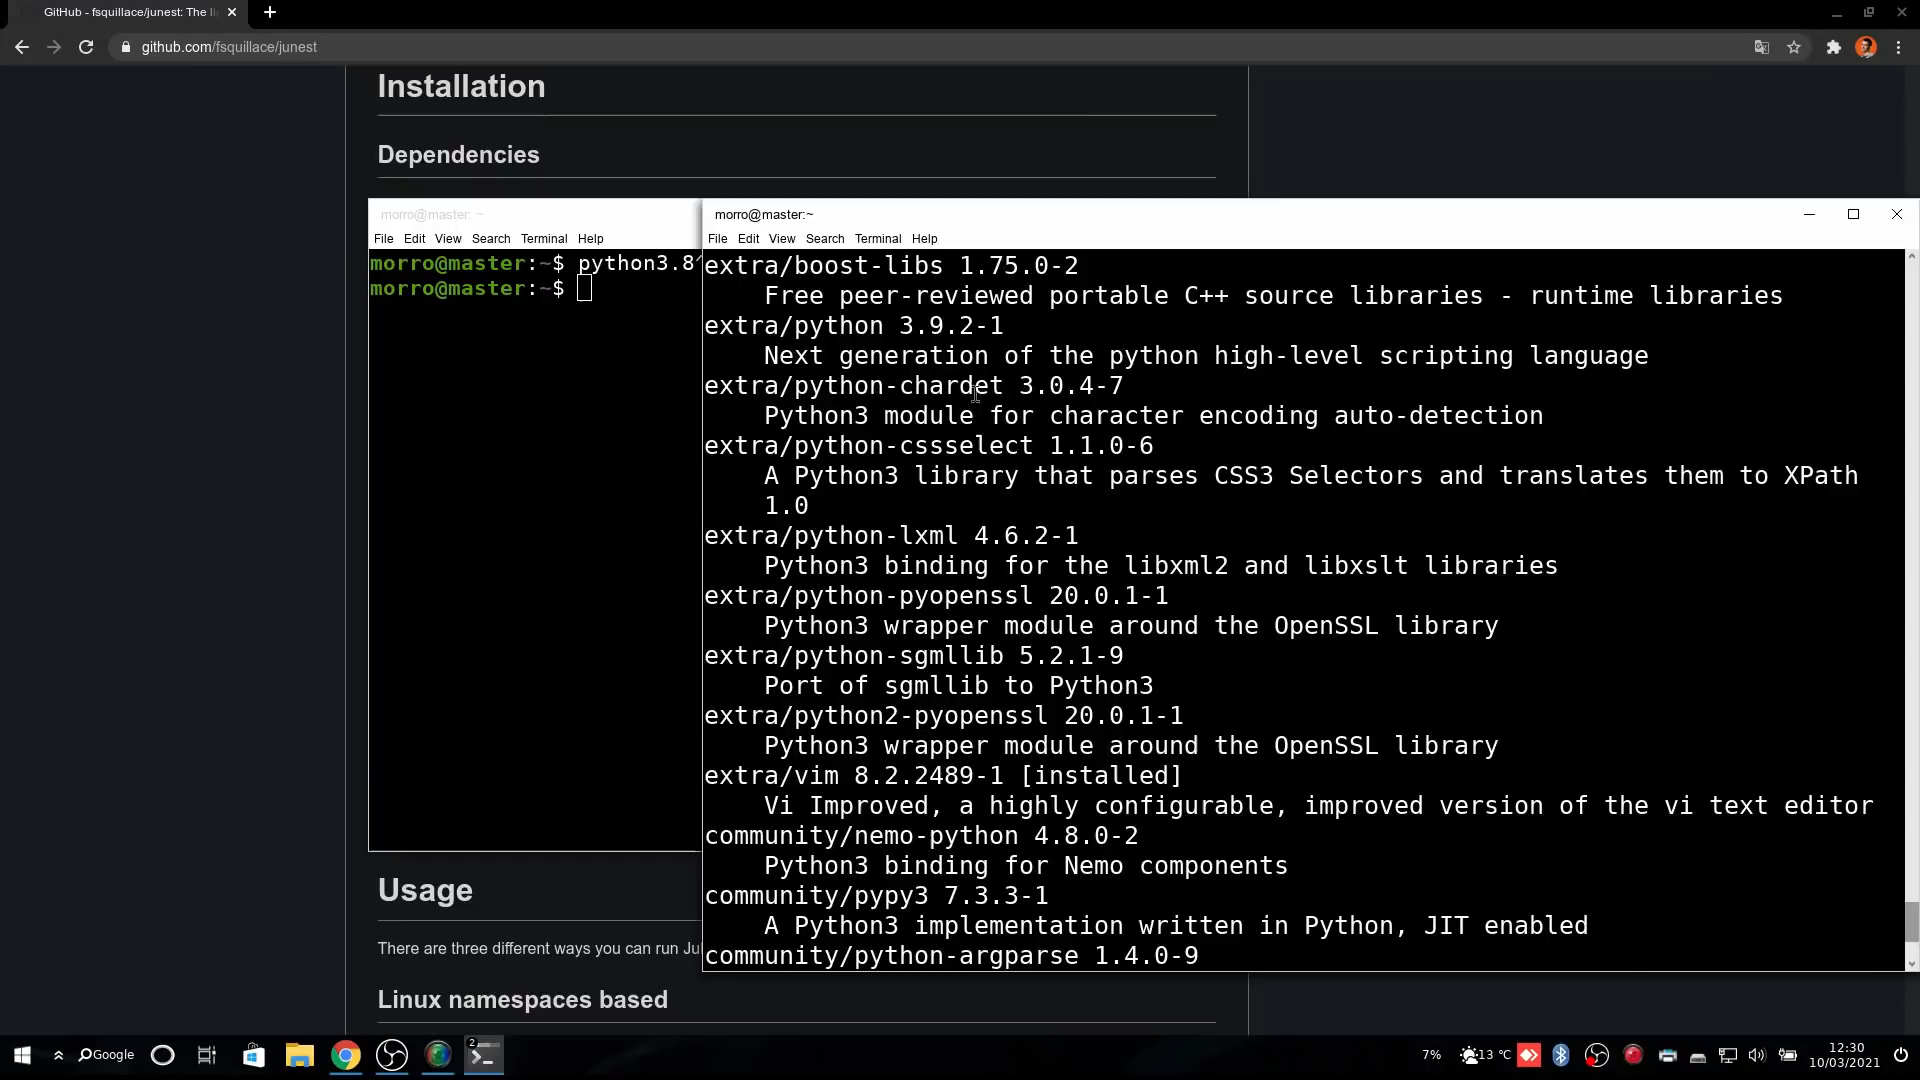 GitHub - fsquillace/junest: The li
github.com/fsquillace/junest
Installation
Dependencies
morro@master: ~
File Edit View Search Terminal Help
morro@master:~$ python3.8^
morro@master:~$
morro@master:~
File Edit View Search Terminal Help
extra/boost-libs 1.75.0-2
Free peer-reviewed portable C++ source libraries - runtime libraries
extra/python 3.9.2-1
Next generation of the python high-level scripting language
extra/python-chardet 3.0.4-7
Python3 module for character encoding auto-detection
extra/python-cssselect 1.1.0-6
A Python3 library that parses CSS3 Selectors and translates them to XPath
1.0
extra/python-lxml 4.6.2-1
Python3 binding for the libxml2 and libxslt libraries
extra/python-pyopenssl 20.0.1-1
Python3 wrapper module around the OpenSSL library
extra/python-sgmllib 5.2.1-9
Port of sgmllib to Python3
extra/python2-pyopenssl 20.0.1-1
Python3 wrapper module around the OpenSSL library
extra/vim 8.2.2489-1 [installed]
Vi Improved, a highly configurable, improved version of the vi text editor
community/nemo-python 4.8.0-2
Python3 binding for Nemo components
community/pypy3 7.3.3-1
A Python3 implementation written in Python, JIT enabled
community/python-argparse 1.4.0-9
Usage
There are three different ways you can run Ju
Linux namespaces based
Google
2
7%
13 °C
12:30
10/03/2021